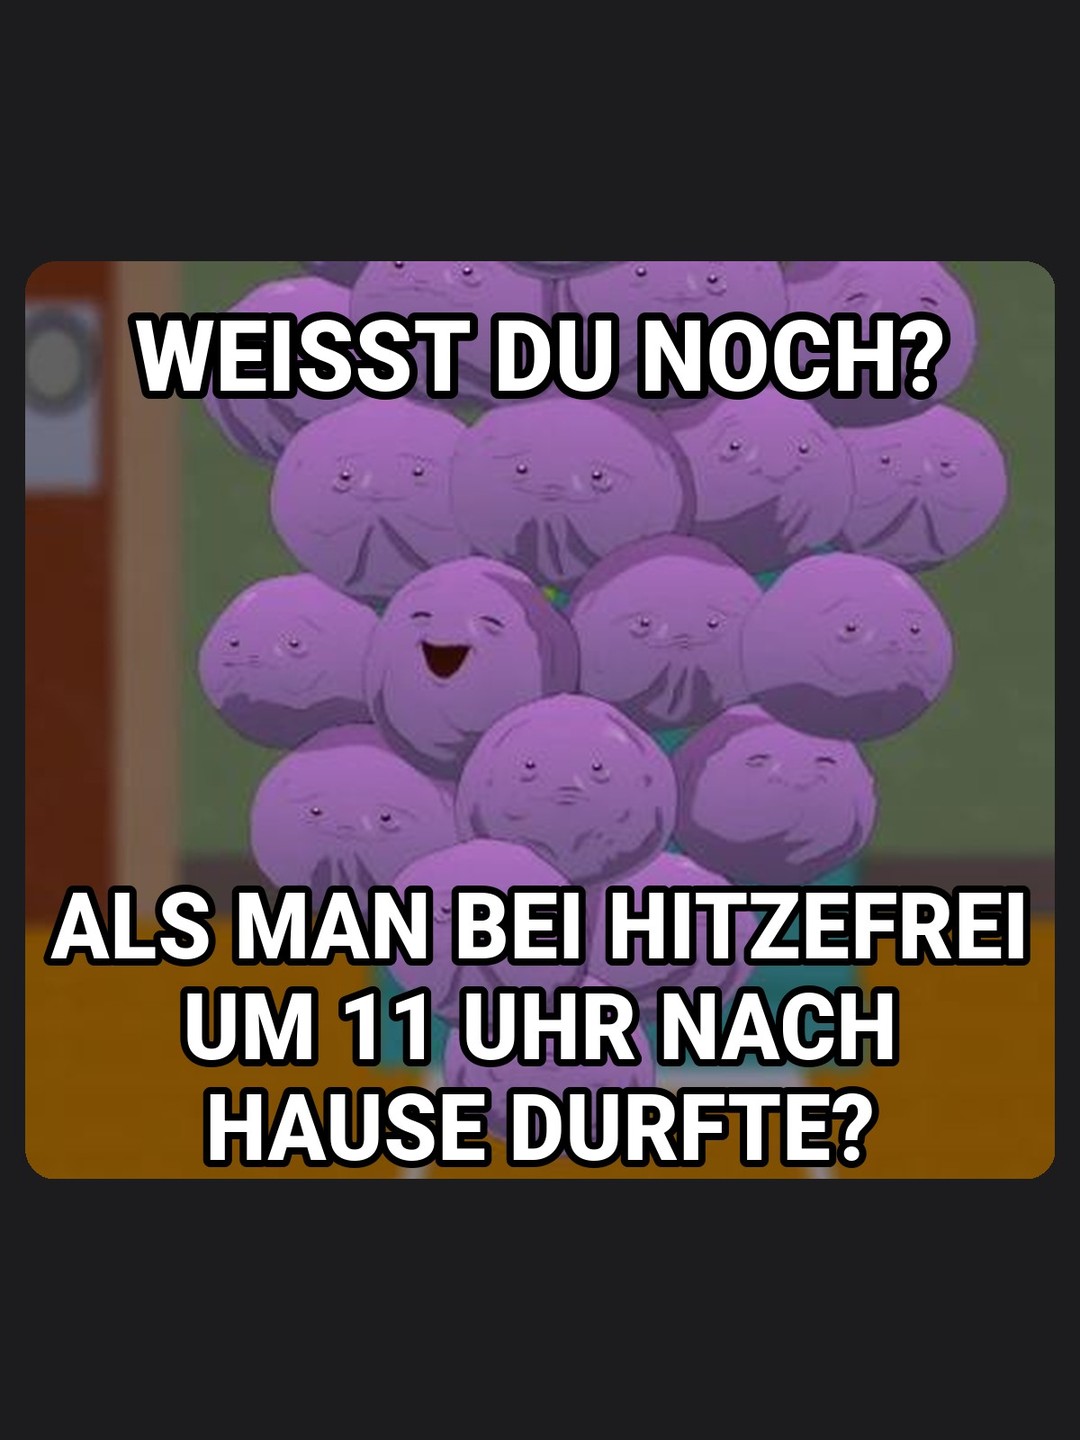 WEISST DU NOCH?
ALS MAN BEI HITZEFREI
UM 11 UHR NACH
HAUSE DURFTE?